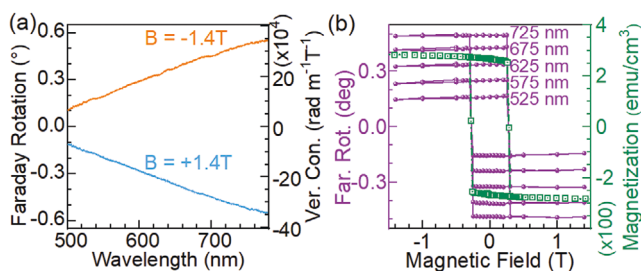 (a)
Faraday Rotation (°)
0.6
0.3
0.0
-0.3
-0.6
B = -1.4T
B = +1.4T
500
600
700
Wavelength (nm)
20
0
-20
-40
Ver. Con. (rad m⁻¹T⁻¹)
(x10⁴)
(b)
Far. Rot. (deg)
0.3
0.0
-0.3
725 nm
675 nm
625 nm
575 nm
525 nm
-1
0
1
Magnetic Field (T)
3
2
0
2
3
Magnetization (emu/cm³)
(x100)